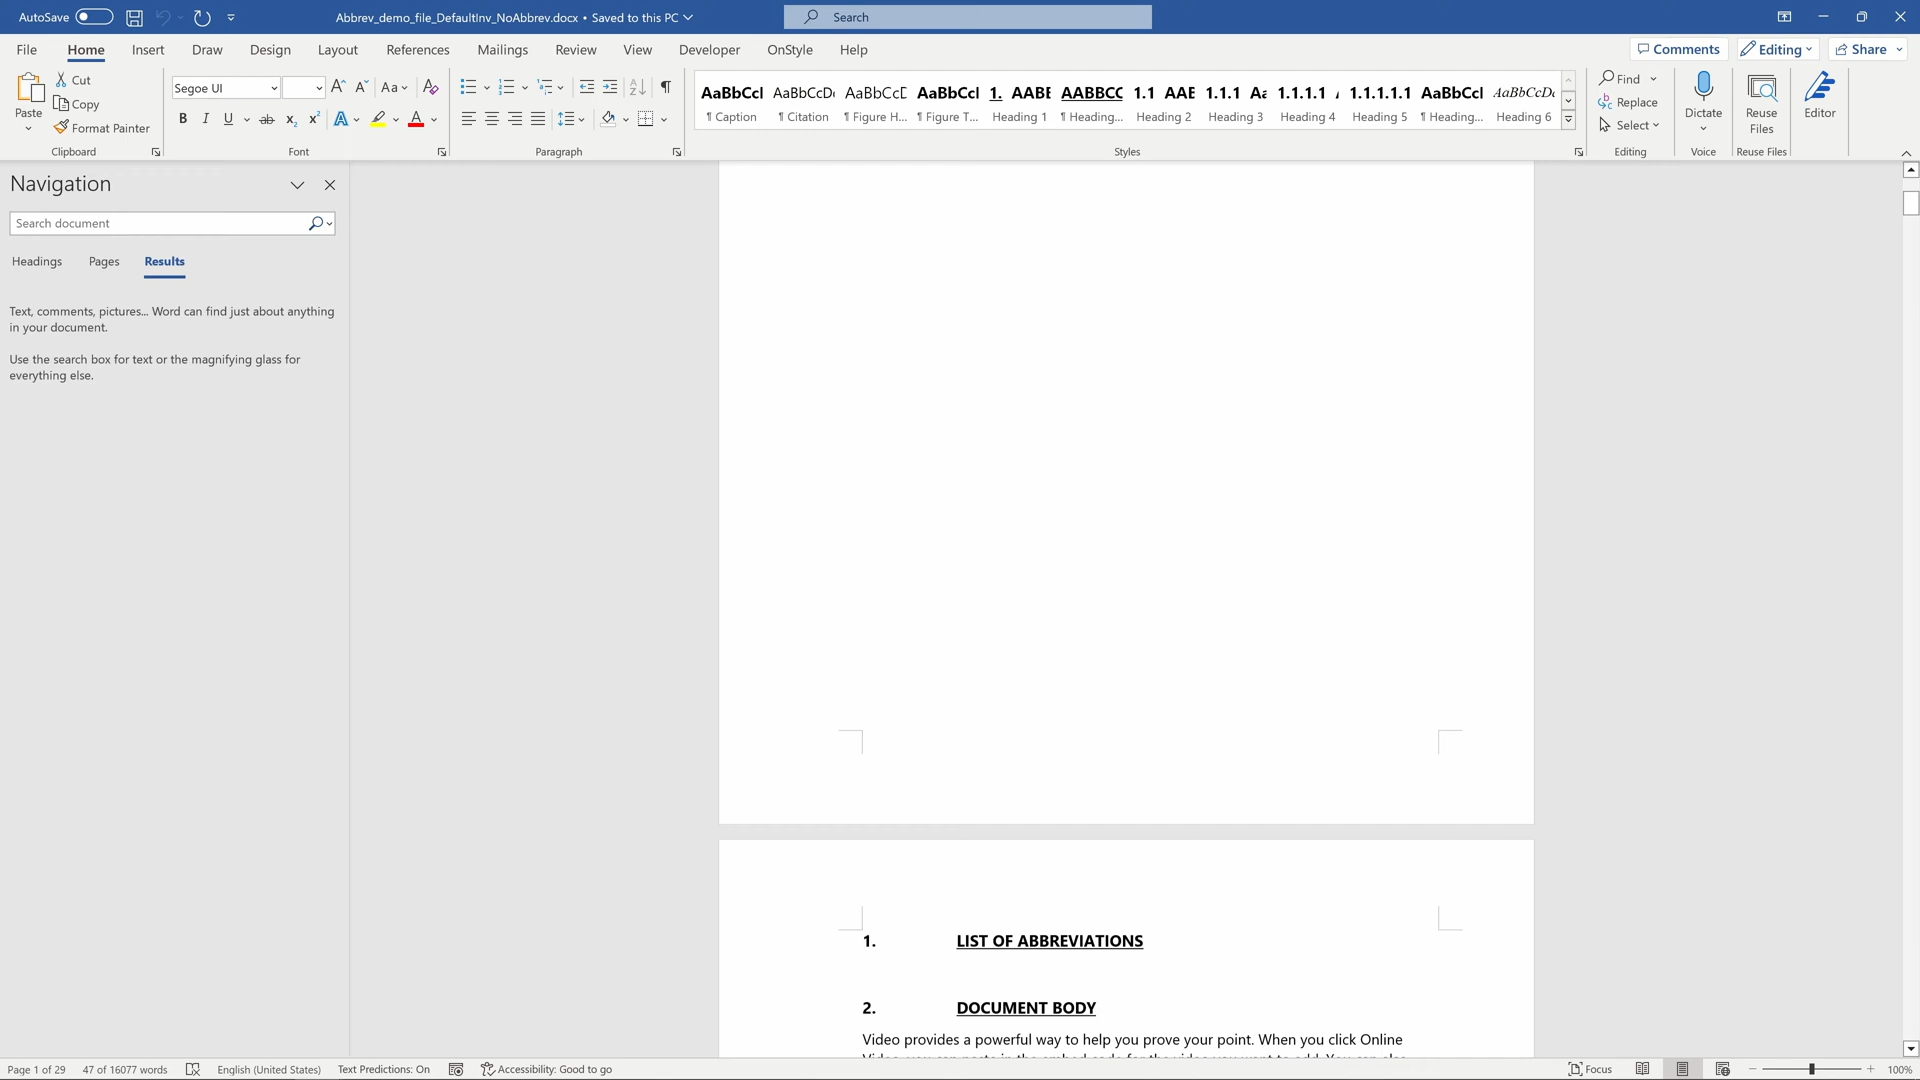 AutoSave
Abbrev_demo_file_DefaultInv_NoAbbrev.docx • Saved to this PC
Search
File
Home
Insert
Draw
Design
Layout
References
Mailings
Review
View
Developer
OnStyle
Help
Comments
Editing
Share
Paste
Cut
Copy
Format Painter
Clipboard
Segoe UI
Font
Paragraph
AaBbCcI
¶ Caption
AaBbCcDc
¶ Citation
AaBbCcD
¶ Figure H...
AaBbCcI
¶ Figure T...
1. AABE
Heading 1
AABBCC
¶ Heading...
1.1 AAE
Heading 2
1.1.1 Aa
Heading 3
1.1.1.1
Heading 4
1.1.1.1.1
Heading 5
AaBbCcI
¶ Heading...
AaBbCcDc
Heading 6
Styles
Find
Replace
Select
Editing
Dictate
Voice
Reuse
Files
Reuse Files
Editor
Navigation
Search document
Headings
Pages
Results
Text, comments, pictures... Word can find just about anything
in your document.
Use the search box for text or the magnifying glass for
everything else.
1. LIST OF ABBREVIATIONS
2. DOCUMENT BODY
Video provides a powerful way to help you prove your point. When you click Online
Page 1 of 29
47 of 16077 words
English (United States)
Text Predictions: On
Accessibility: Good to go
Focus
100%